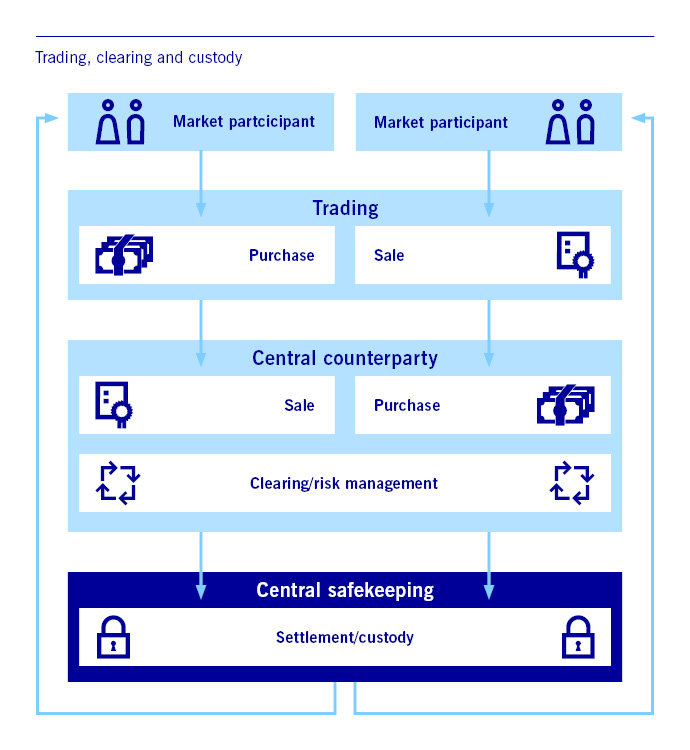 Trading, clearing and custody
Market partcicipant
Market participant
Trading
Purchase
Sale
Central counterparty
Sale
Purchase
Clearing/risk management
Central safekeeping
Settlement/custody